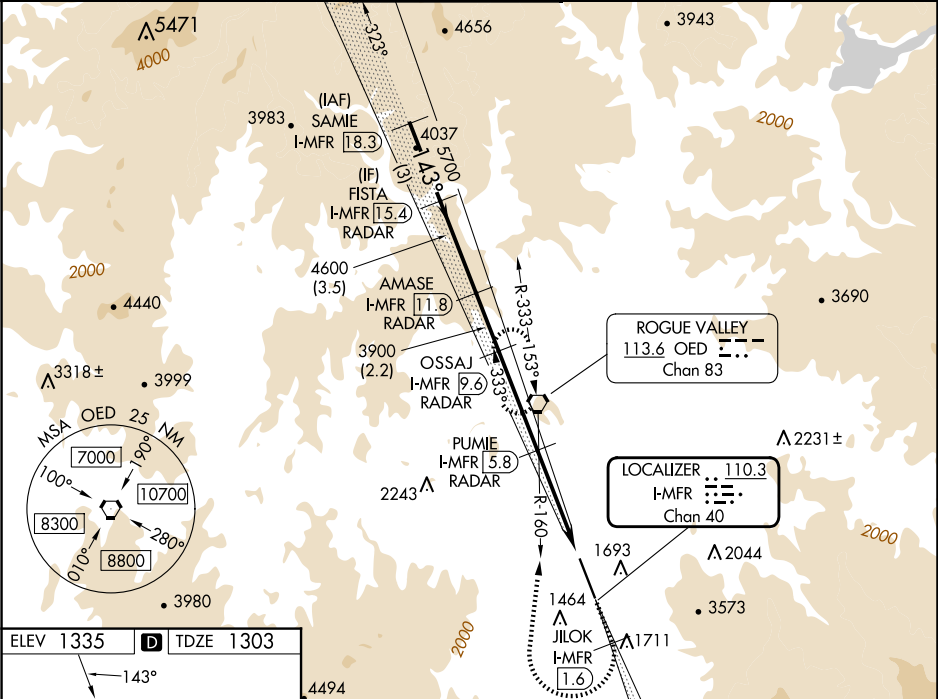 5471
4656
3943
4000
323°
(IAF)
SAMIE
I-MFR 18.3
3983
4037
5700
143°
(3)
2000
(IF)
FISTA
I-MFR 15.4
RADAR
4600
(3.5)
2000
4440
AMASE
I-MFR 11.8
RADAR
R-333
153°
3690
3900
(2.2)
OSSAJ
I-MFR 9.6
RADAR
333°
ROGUE VALLEY
113.6 OED
Chan 83
3318±
3999
MSA OED 25 NM
7000
190°
100°
10700
8300
280°
010°
8800
PUMIE
I-MFR 5.8
RADAR
2231±
2243
R-160
LOCALIZER 110.3
I-MFR
Chan 40
2000
1693
2044
3980
1464
3573
JILOK
I-MFR
1.6
1711
2000
ELEV 1335 D TDZE 1303
143°
4494